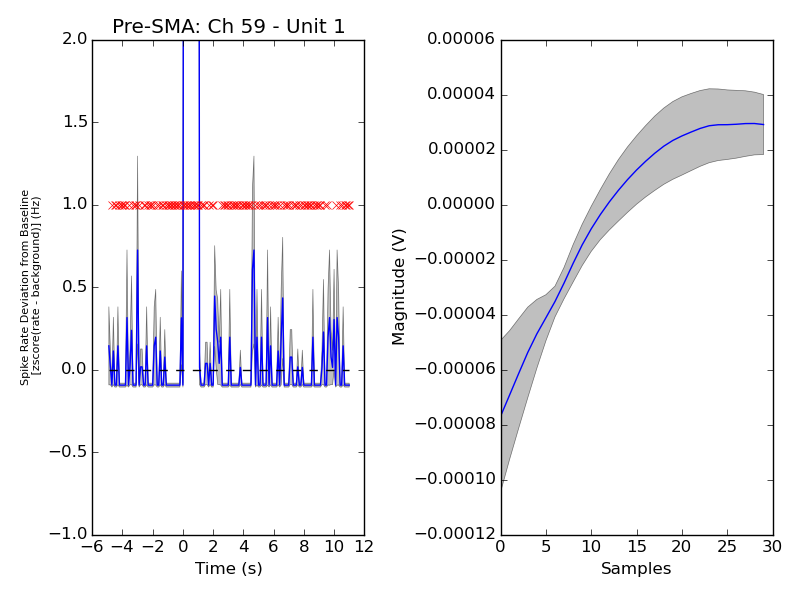 Pre-SMA: Ch 59 - Unit 1
2.0
1.5
1.0
0.5
0.0
−0.5
−1.0
−6 −4 −2 0 2 4 6 8 10 12
Time (s)
Spike Rate Deviation from Baseline
[zscore(rate - background)] (Hz)
0.00006
0.00004
0.00002
0.00000
−0.00002
−0.00004
−0.00006
−0.00008
−0.00010
−0.00012
0 5 10 15 20 25 30
Samples
Magnitude (V)